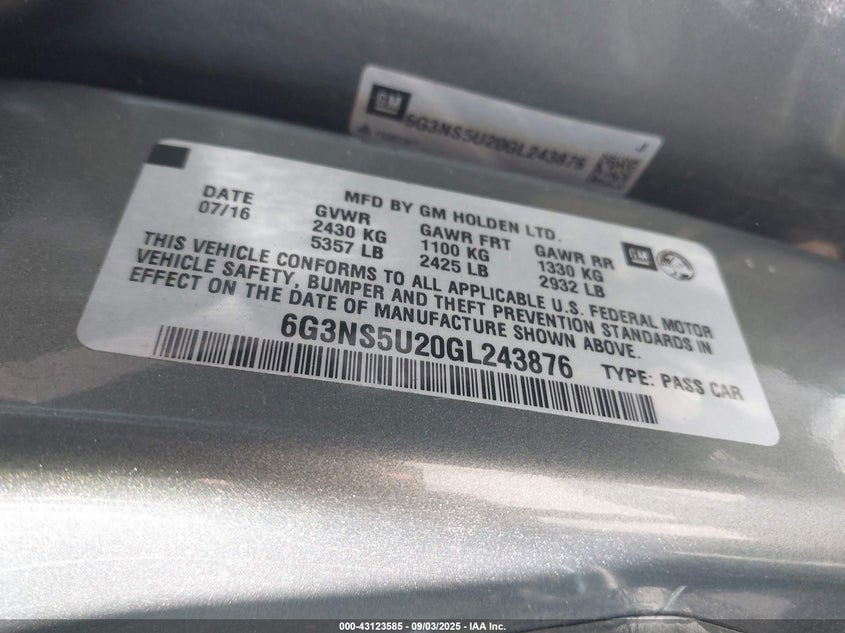 GM
6G3NS5U20GL243876
J
DATE
07/16
MFD BY GM HOLDEN LTD.
GVWR GAWR FRT GAWR RR
2430 KG 1100 KG 1330 KG
5357 LB 2425 LB 2932 LB
GM
THIS VEHICLE CONFORMS TO ALL APPLICABLE U.S. FEDERAL MOTOR
VEHICLE SAFETY, BUMPER AND THEFT PREVENTION STANDARDS IN
EFFECT ON THE DATE OF MANUFACTURE SHOWN ABOVE.
6G3NS5U20GL243876 TYPE: PASS CAR
000-43123585 - 09/03/2025 - IAA Inc.